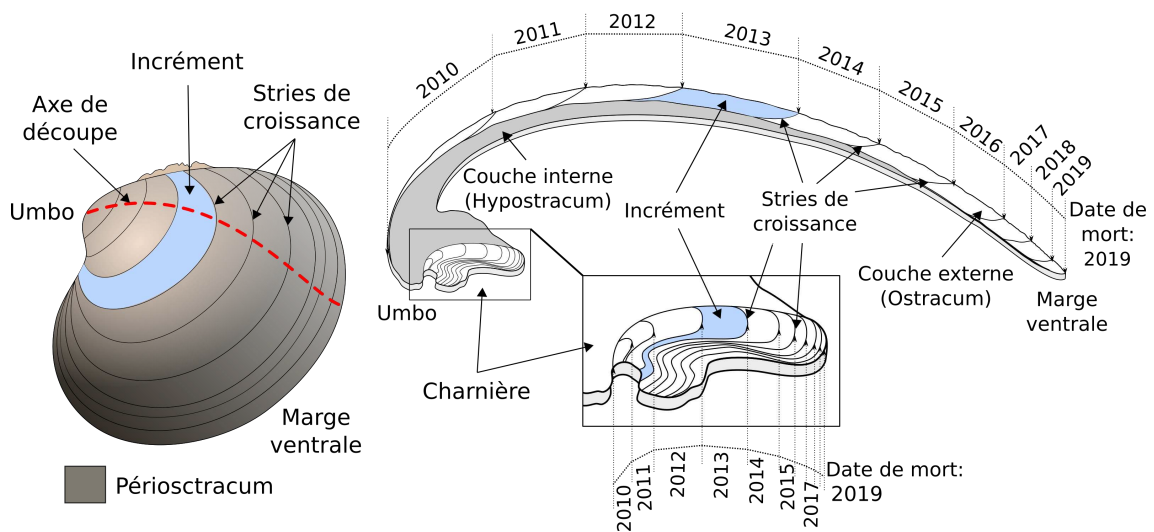 Incrément
Axe de
découpe
Stries de
croissance
Umbo
Marge
ventrale
Périosctracum
2010
2011
2012
2013
2014
2015
2016
2017
2018
2019
Couche interne
(Hypostracum)
Incrément
Stries de
croissance
Date de
mort:
2019
Couche externe
(Ostracum)
Marge
ventrale
Umbo
Charnière
2010
2011
2012
2013
2014
2015
2017
Date de mort:
2019